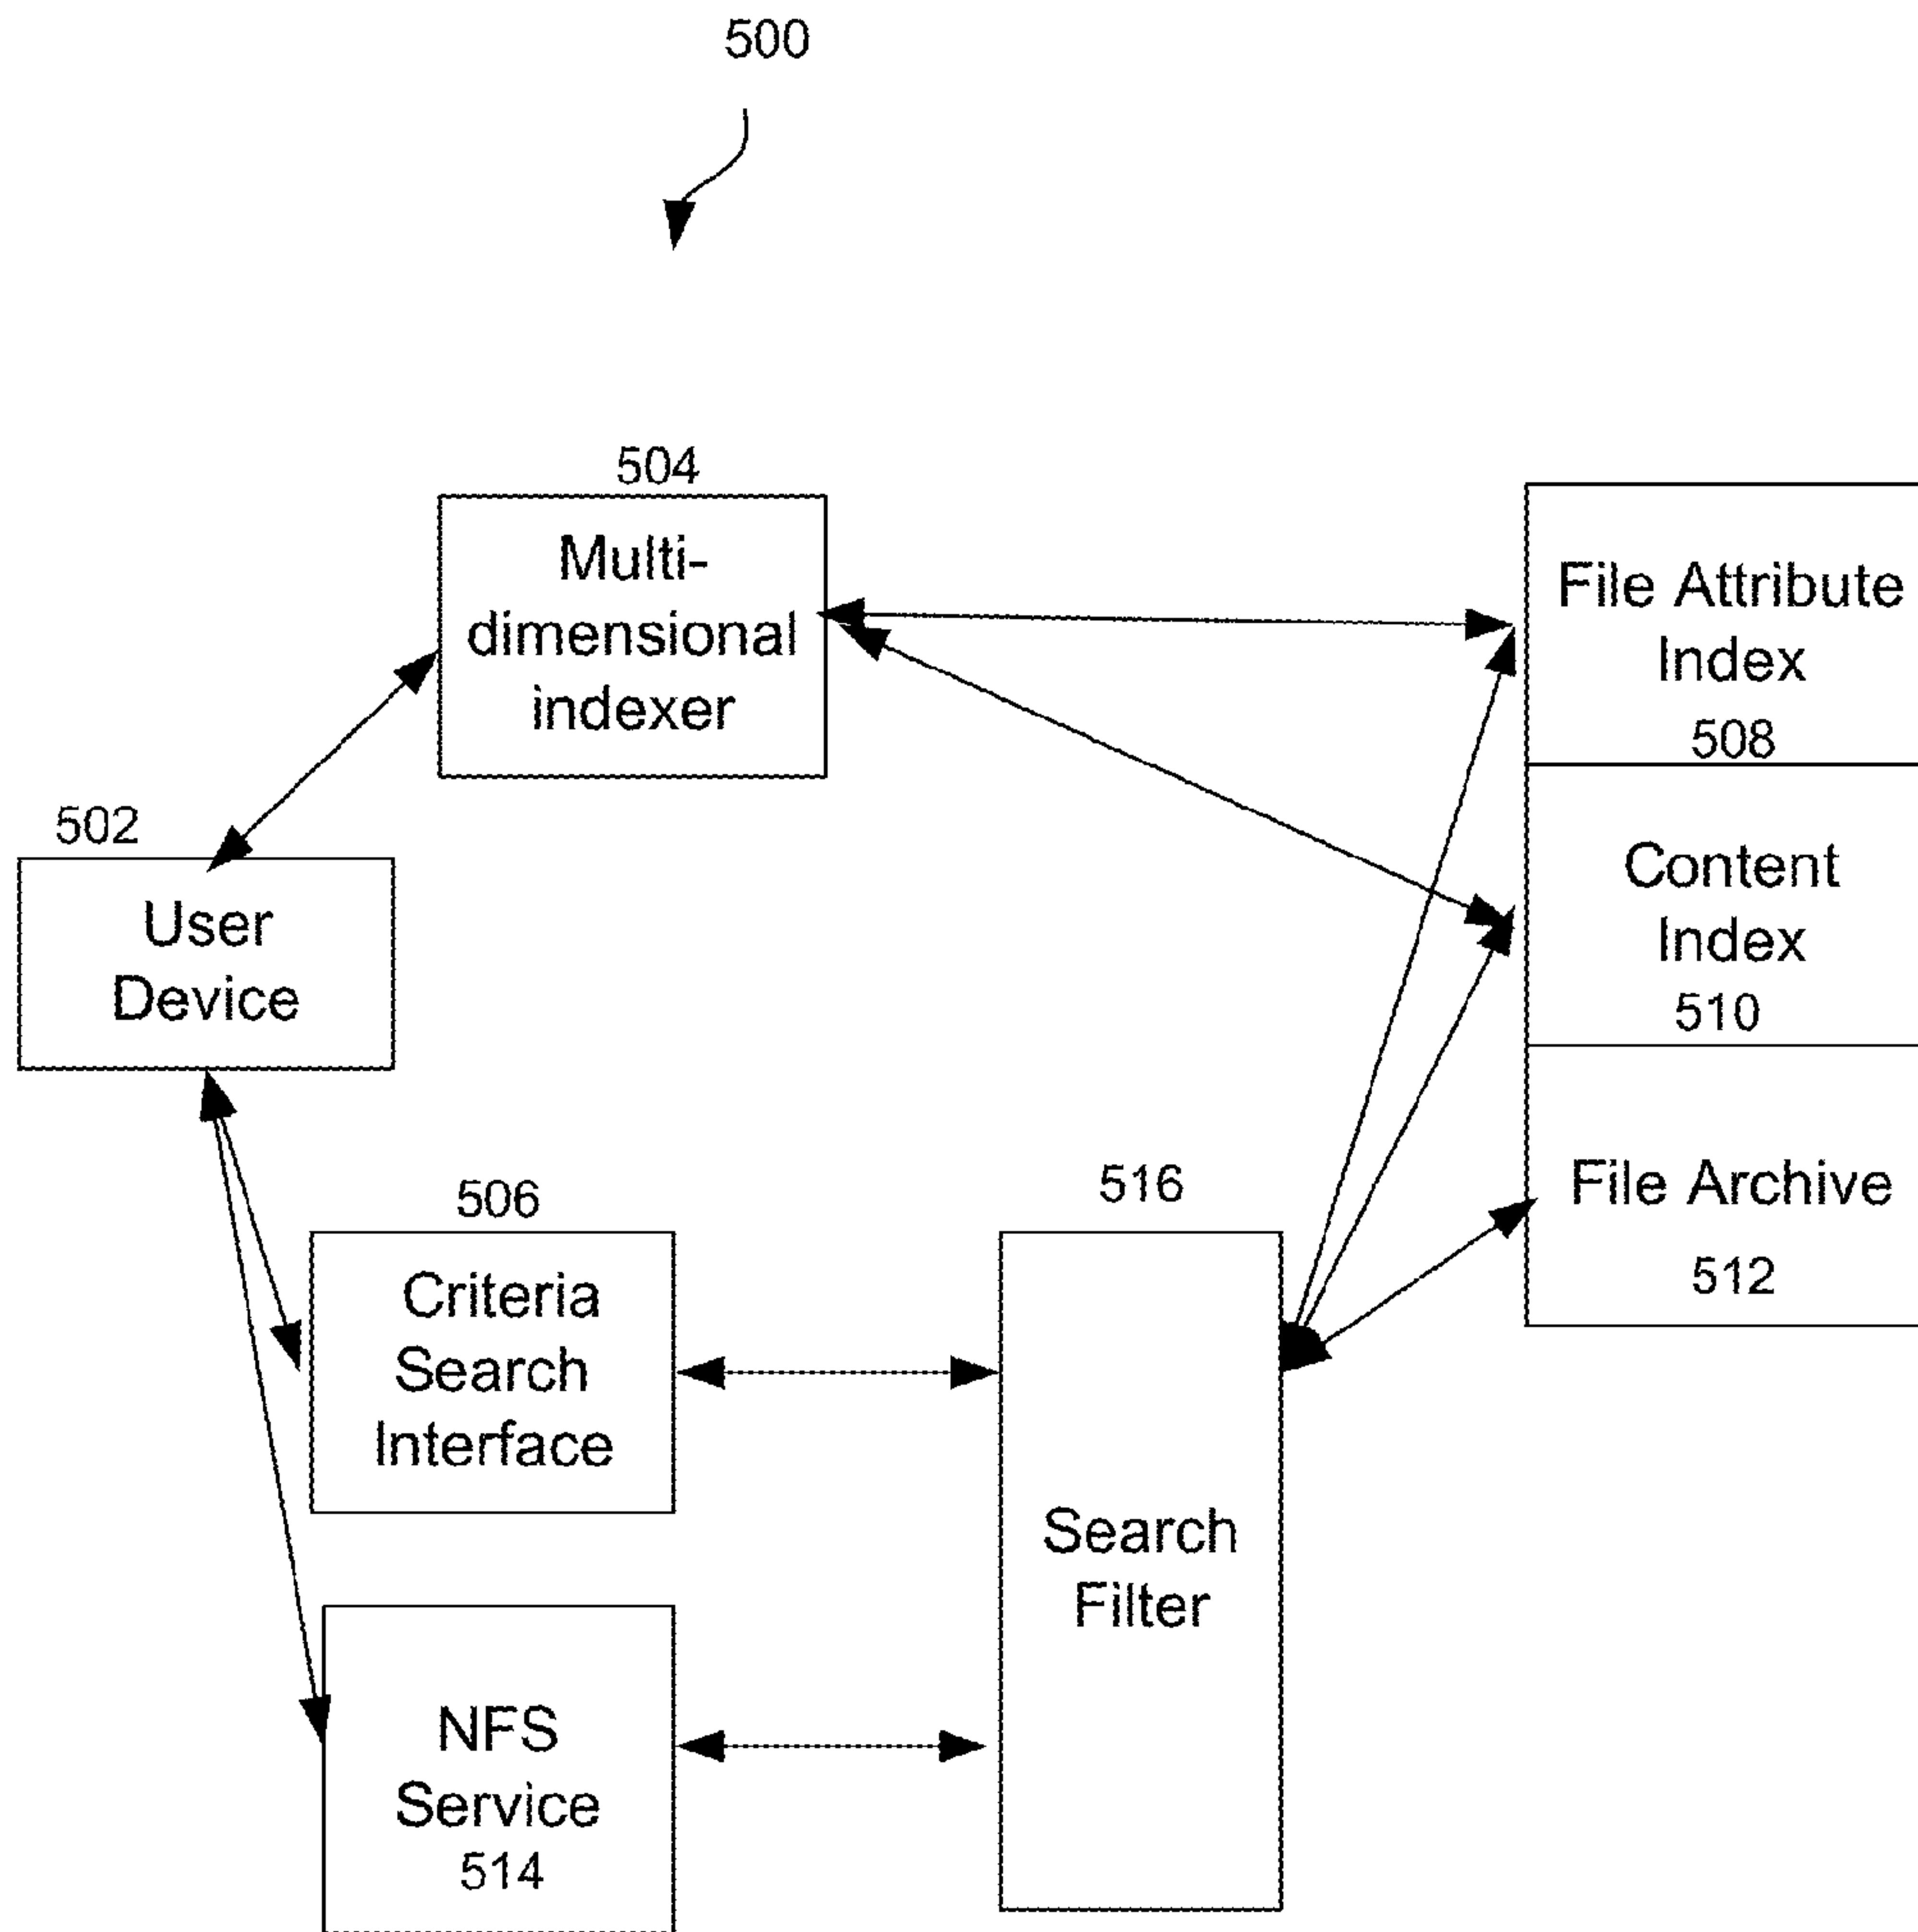 500
504
Multi-
dimensional
indexer
File Attribute
Index
508
502
User
Device
Content
Index
510
File Archive
512
506
Criteria
Search
Interface
516
Search
Filter
NFS
Service
514